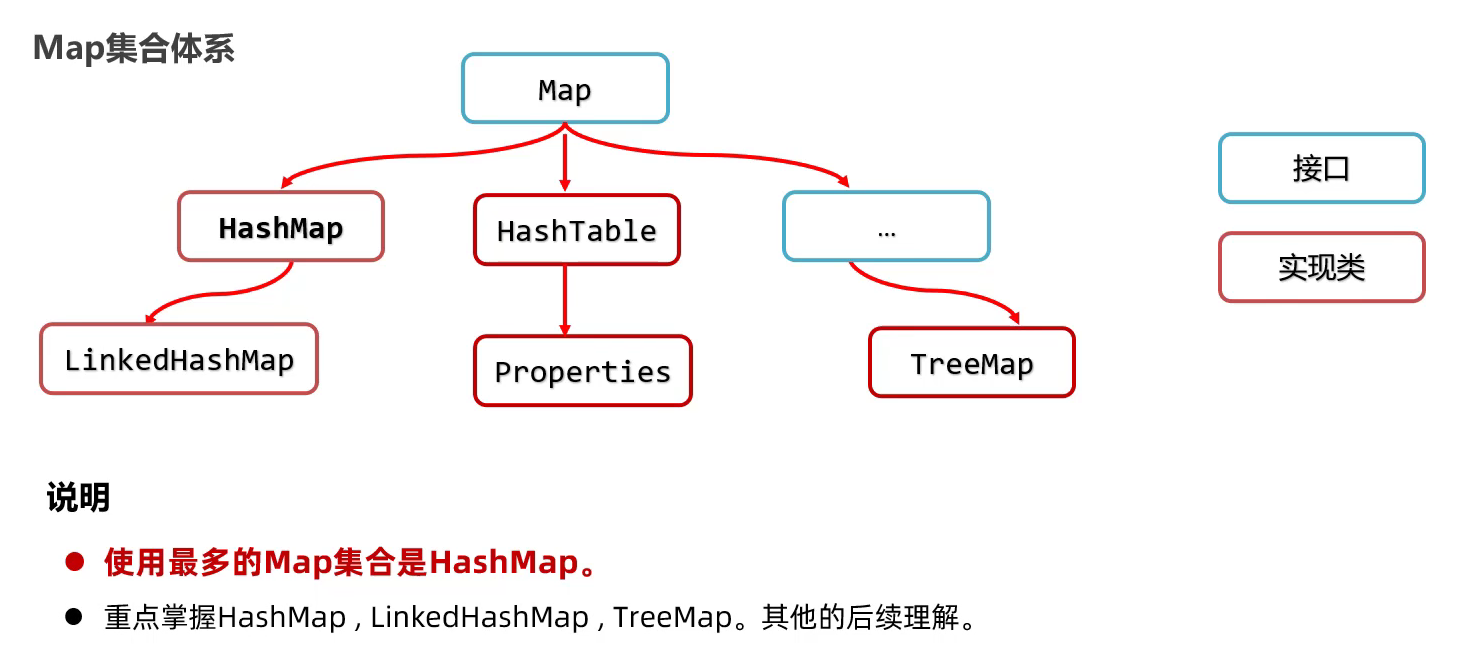 Map集合体系
Map
接口
HashMap
HashTable
...
实现类
LinkedHashMap
Properties
TreeMap
说明
使用最多的Map集合是HashMap。
重点掌握HashMap , LinkedHashMap , TreeMap。其他的后续理解。